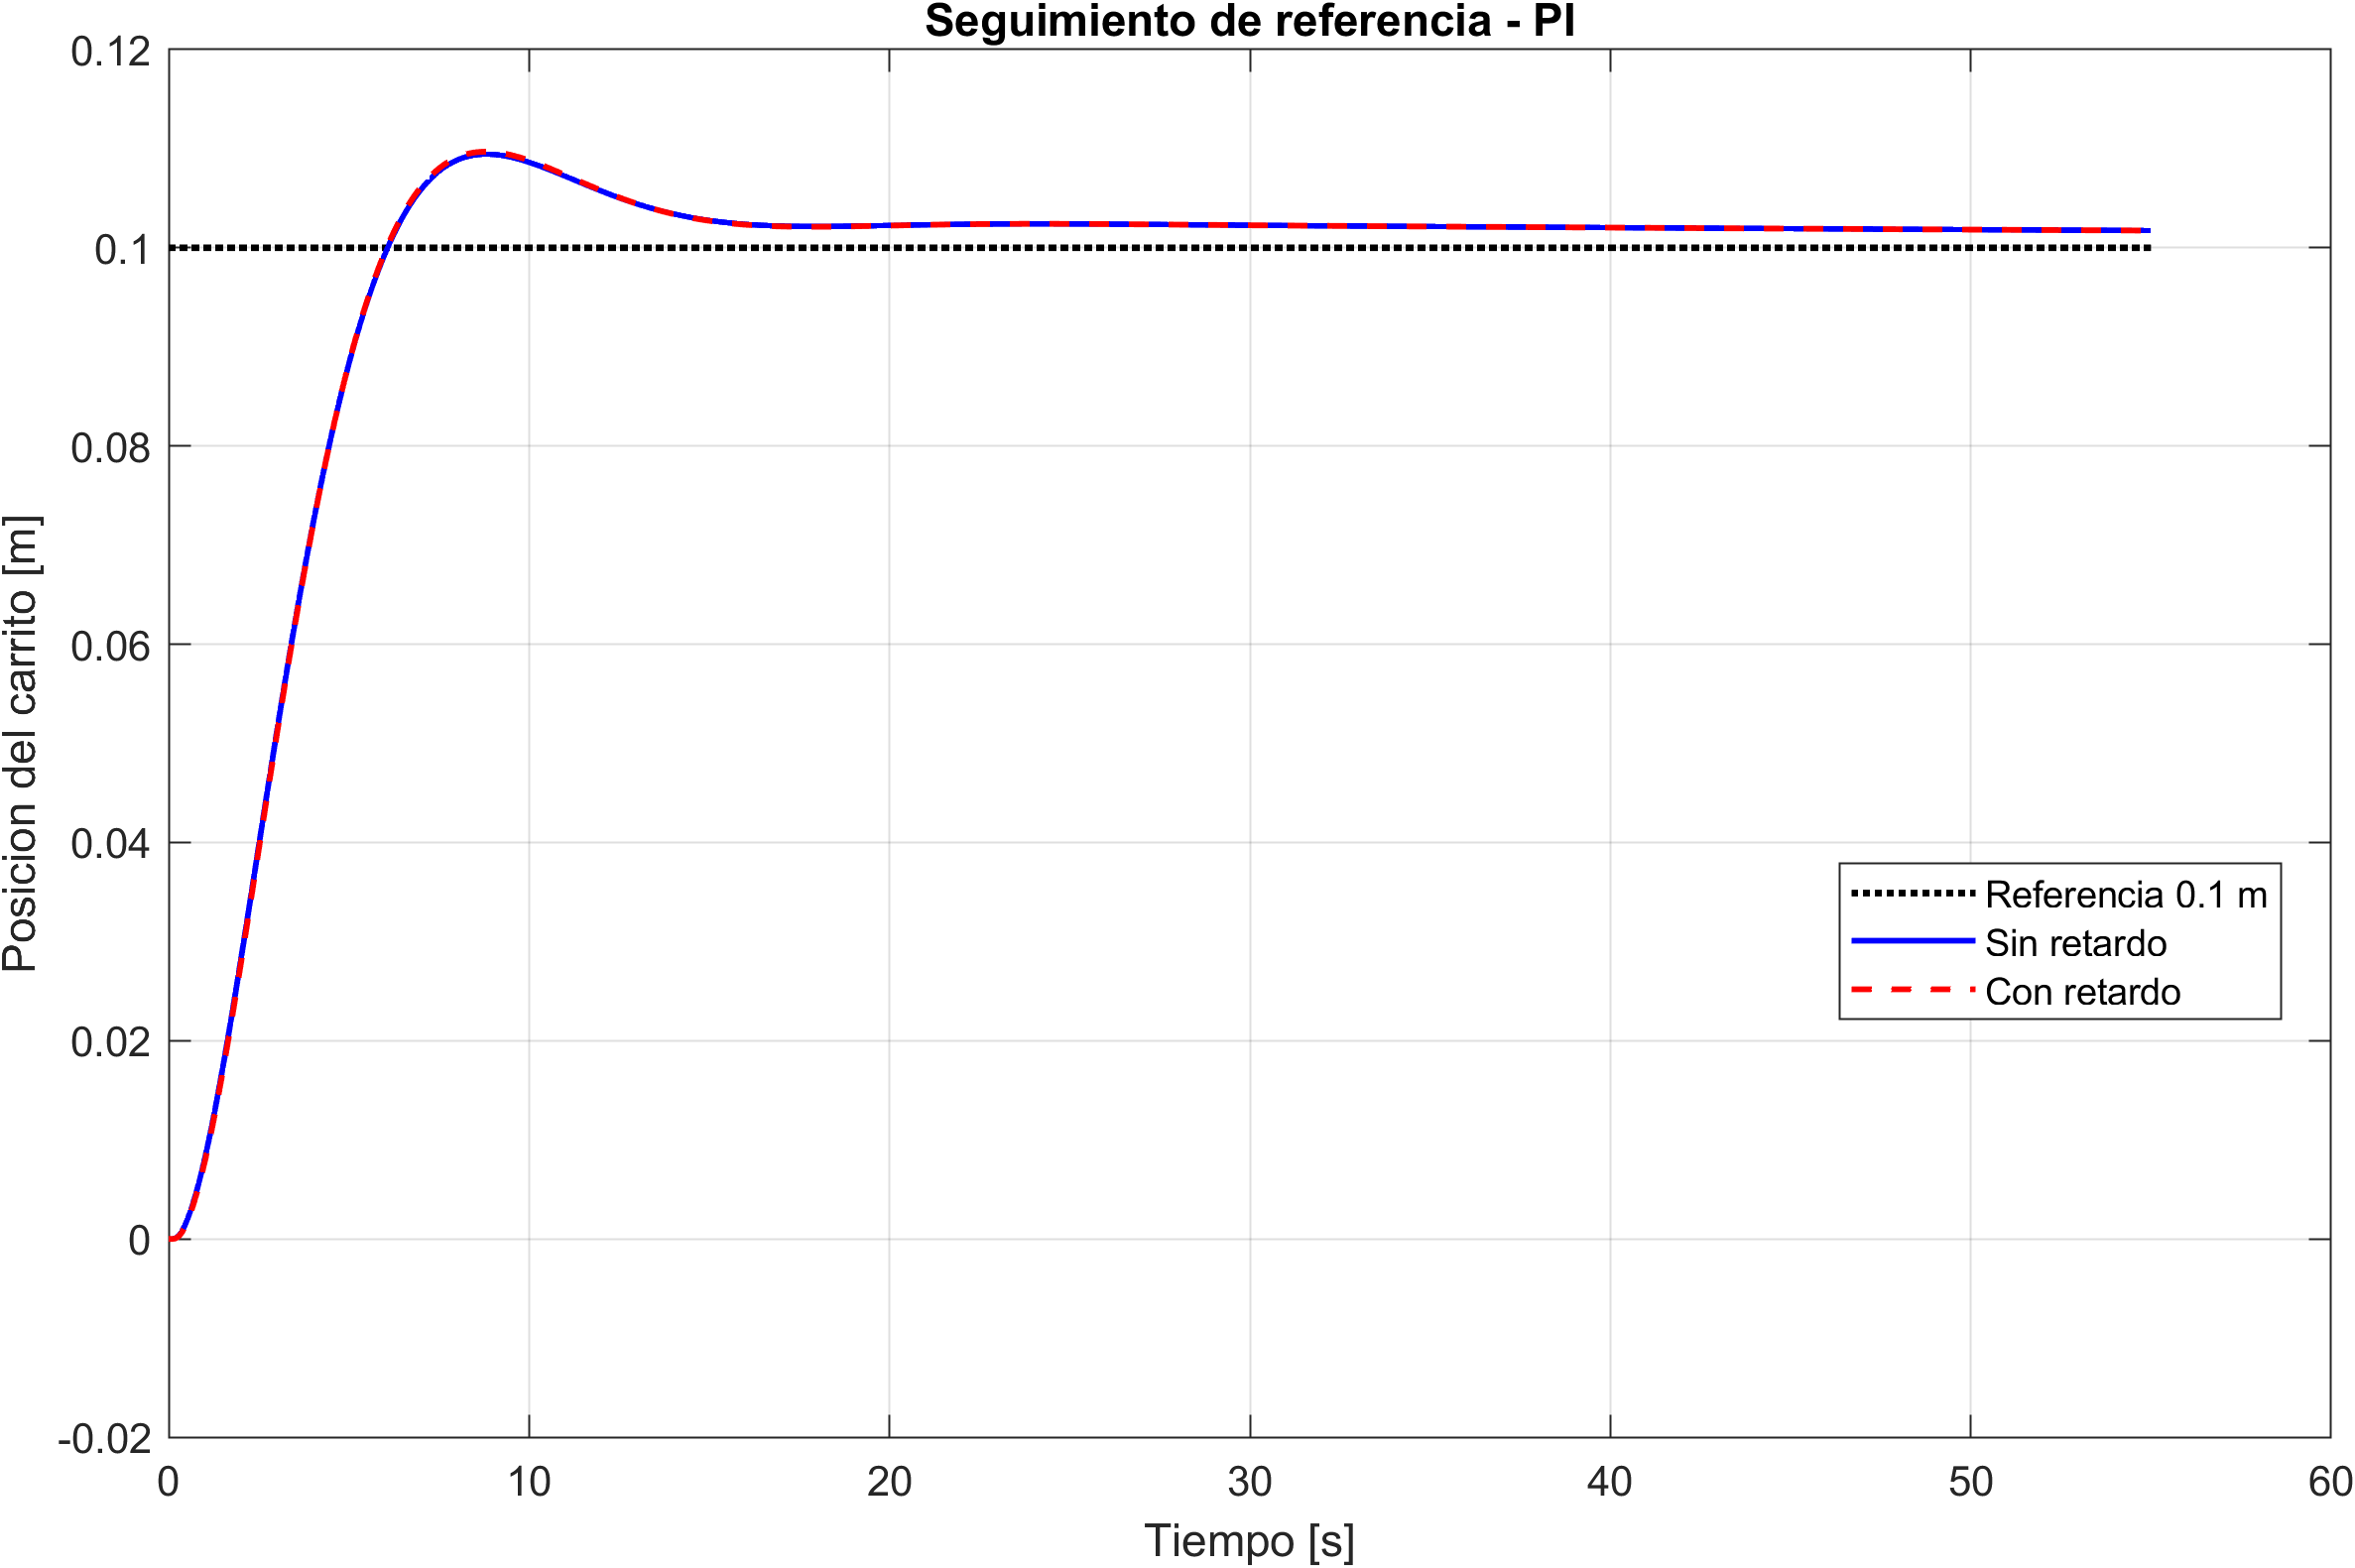 Seguimiento de referencia - PI
0.12
0.1
0.08
0.06
0.04
0.02
0
-0.02
Posicion del carrito [m]
Referencia 0.1 m
Sin retardo
Con retardo
0 10 20 30 40 50 60
Tiempo [s]